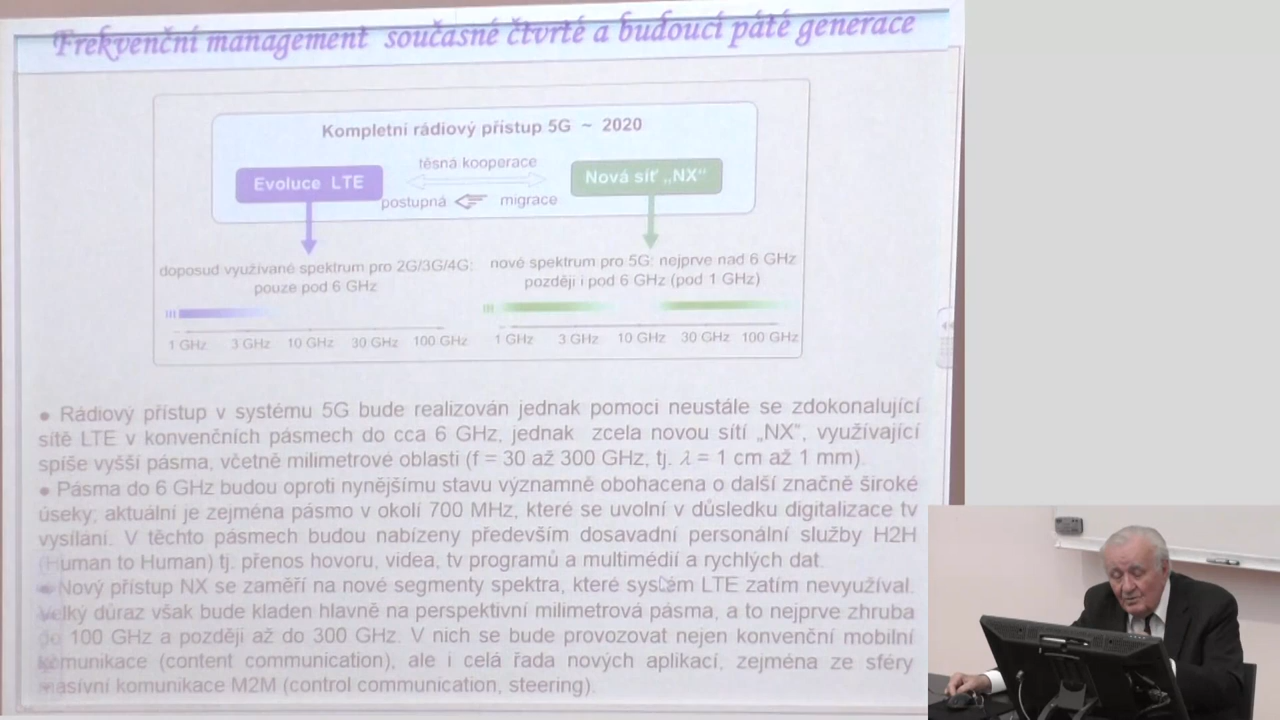 Frekvenční management současné čtvrté a budoucí páté generace
Kompletní rádiový přístup 5G ~ 2020
těsná kooperace
Evoluce LTE
Nová síť „NX“
postupná migrace
doposud využívané spektrum pro 2G/3G/4G:
pouze pod 6 GHz
nové spektrum pro 5G: nejprve nad 6 GHz
později i pod 6 GHz (pod 1 GHz)
1 GHz 3 GHz 10 GHz 30 GHz 100 GHz
1 GHz 3 GHz 10 GHz 30 GHz 100 GHz
● Rádiový přístup v systému 5G bude realizován jednak pomoci neustále se zdokonalující
sítě LTE v konvenčních pásmech do cca 6 GHz, jednak zcela novou sítí „NX“, využívající
spíše vyšší pásma, včetně milimetrové oblasti (f = 30 až 300 GHz, tj. λ = 1 cm až 1 mm).
● Pásma do 6 GHz budou oproti nynějšímu stavu významně obohacena o další značně široké
úseky; aktuální je zejména pásmo v okolí 700 MHz, které se uvolní v důsledku digitalizace tv
vysílání. V těchto pásmech budou nabízeny především dosavadní personální služby H2H
(Human to Human) tj. přenos hovoru, videa, tv programů a multimédií a rychlých dat.
● Nový přístup NX se zaměří na nové segmenty spektra, které systém LTE zatím nevyužíval.
Velký důraz však bude kladen hlavně na perspektivní milimetrová pásma, a to nejprve zhruba
do 100 GHz a později až do 300 GHz. V nich se bude provozovat nejen konvenční mobilní
komunikace (content communication), ale i celá řada nových aplikací, zejména ze sféry
masívní komunikace M2M (control communication, steering).